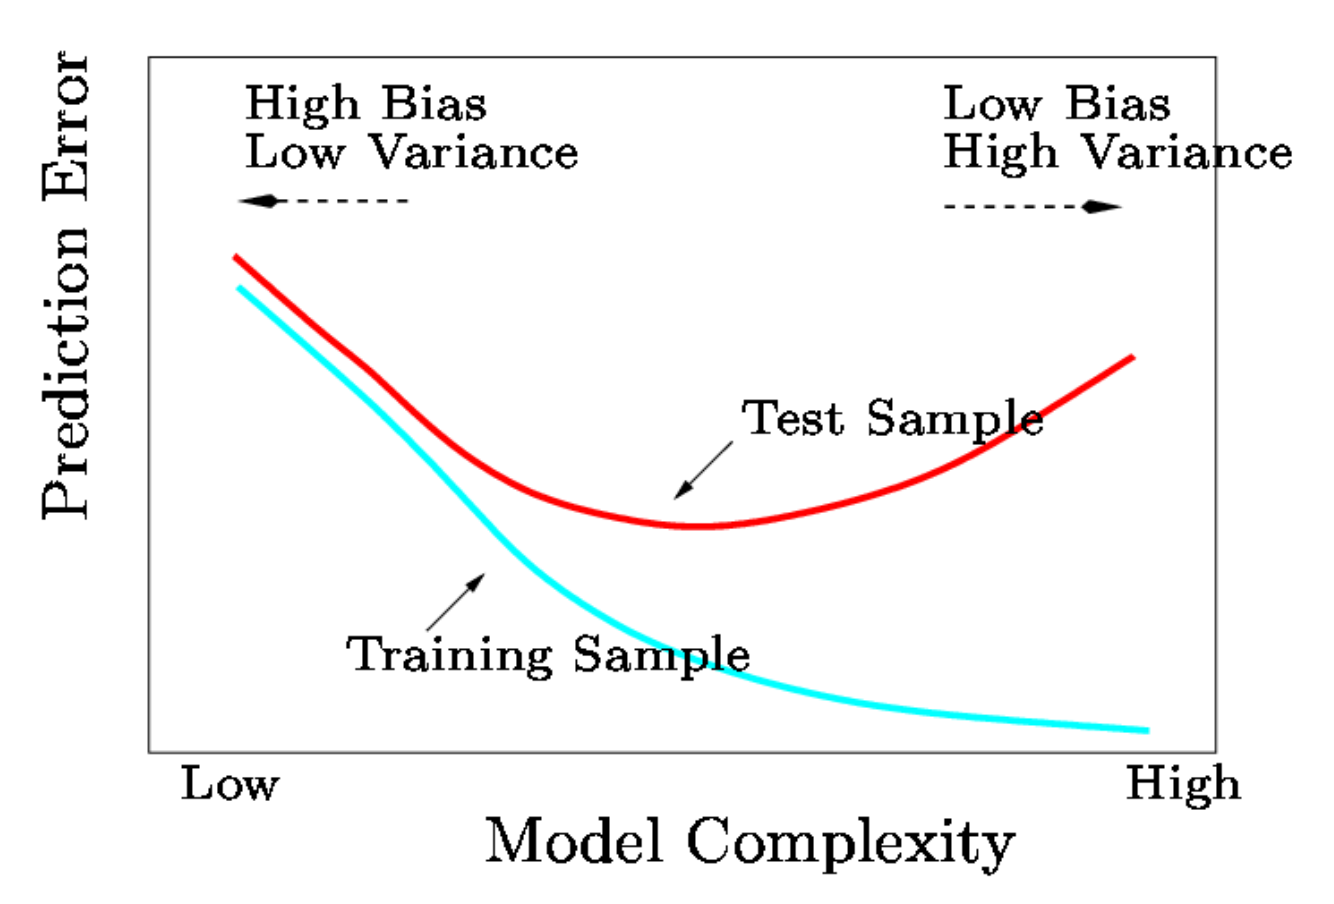 Prediction Error
High Bias
Low Variance
Low Bias
High Variance
Test Sample
Training Sample
Low
High
Model Complexity